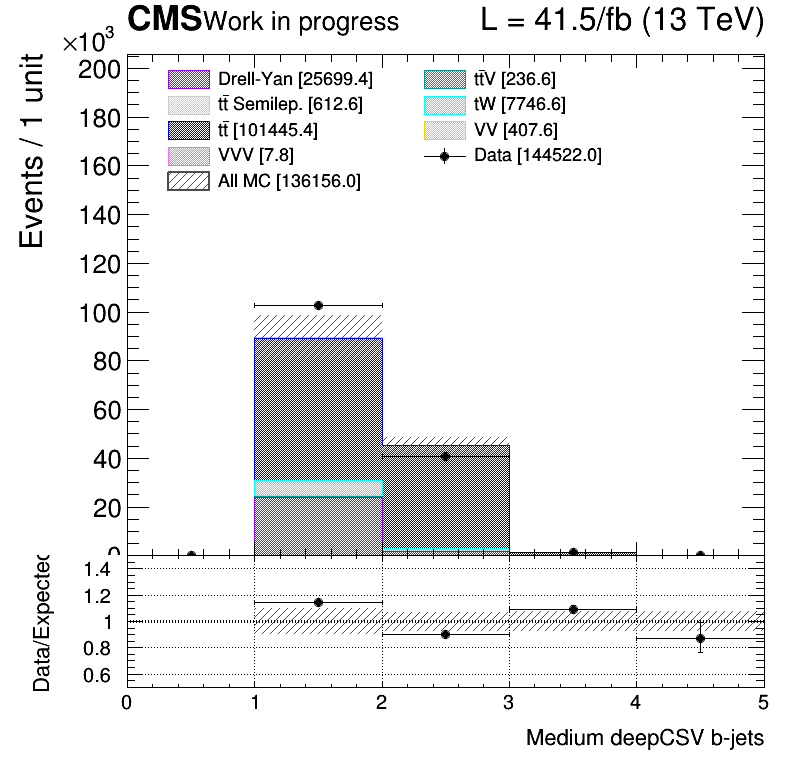 CMS Work in progress L = 41.5/fb (13 TeV)
×10³
Events / 1 unit
200
180
160
140
120
100
80
60
40
20
0
Drell-Yan [25699.4]
tt̄ Semilep. [612.6]
tt̄ [101445.4]
VVV [7.8]
All MC [136156.0]
tt̄V [236.6]
tW [7746.6]
VV [407.6]
Data [144522.0]
Data/Expected
1.4
1.2
1
0.8
0.6
0 1 2 3 4 5
Medium deepCSV b-jets